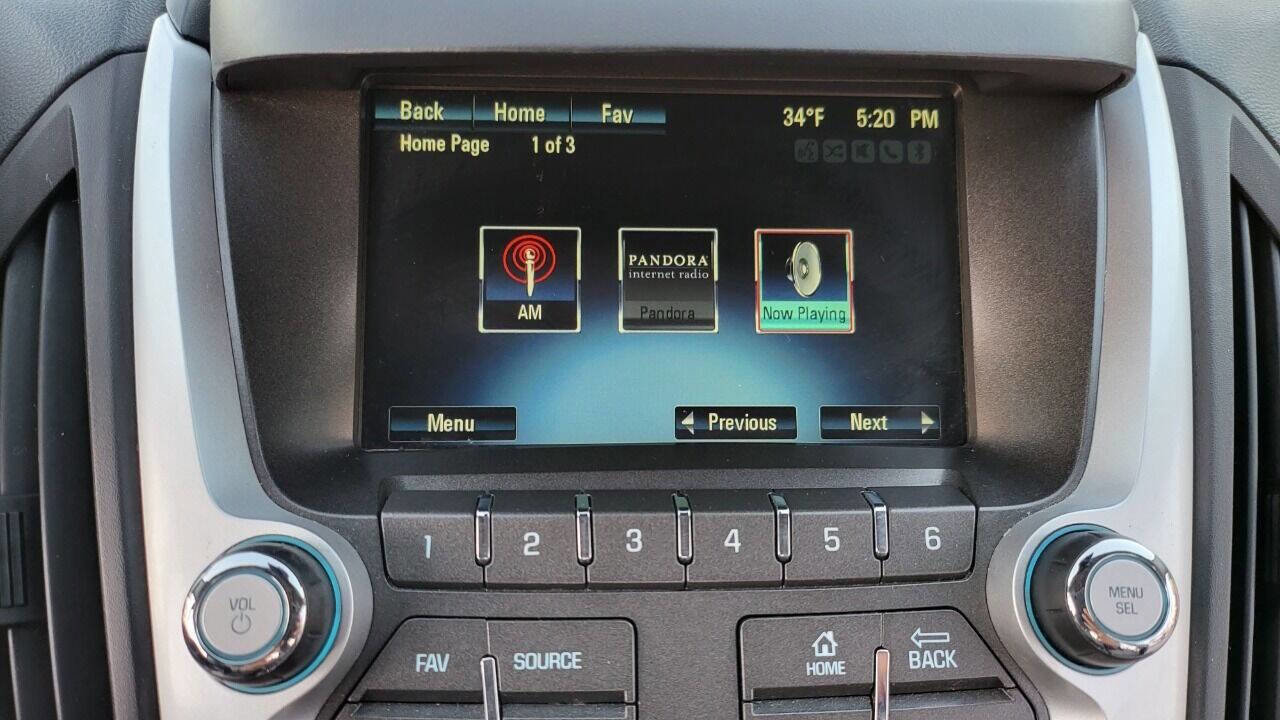 Back Home Fav 34°F 5:20 PM
Home Page 1 of 3
PANDORA®
internet radio
AM Pandora Now Playing
Menu Previous Next
1 2 3 4 5 6
VOL
MENU
SEL
FAV SOURCE HOME BACK